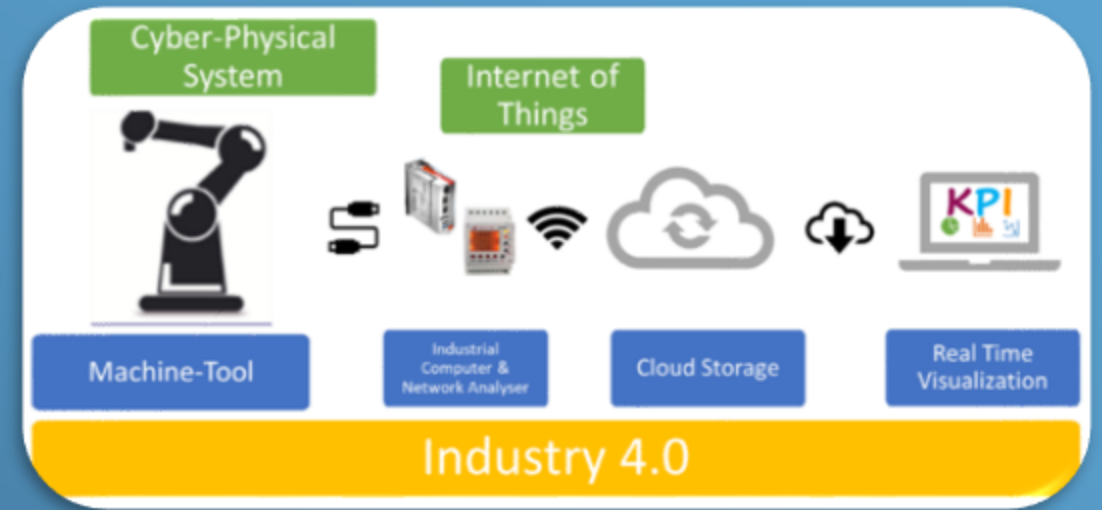 Cyber-Physical
System
Internet of
Things
KPI
Machine-Tool
Industrial
Computer &
Network Analyser
Cloud Storage
Real Time
Visualization
Industry 4.0